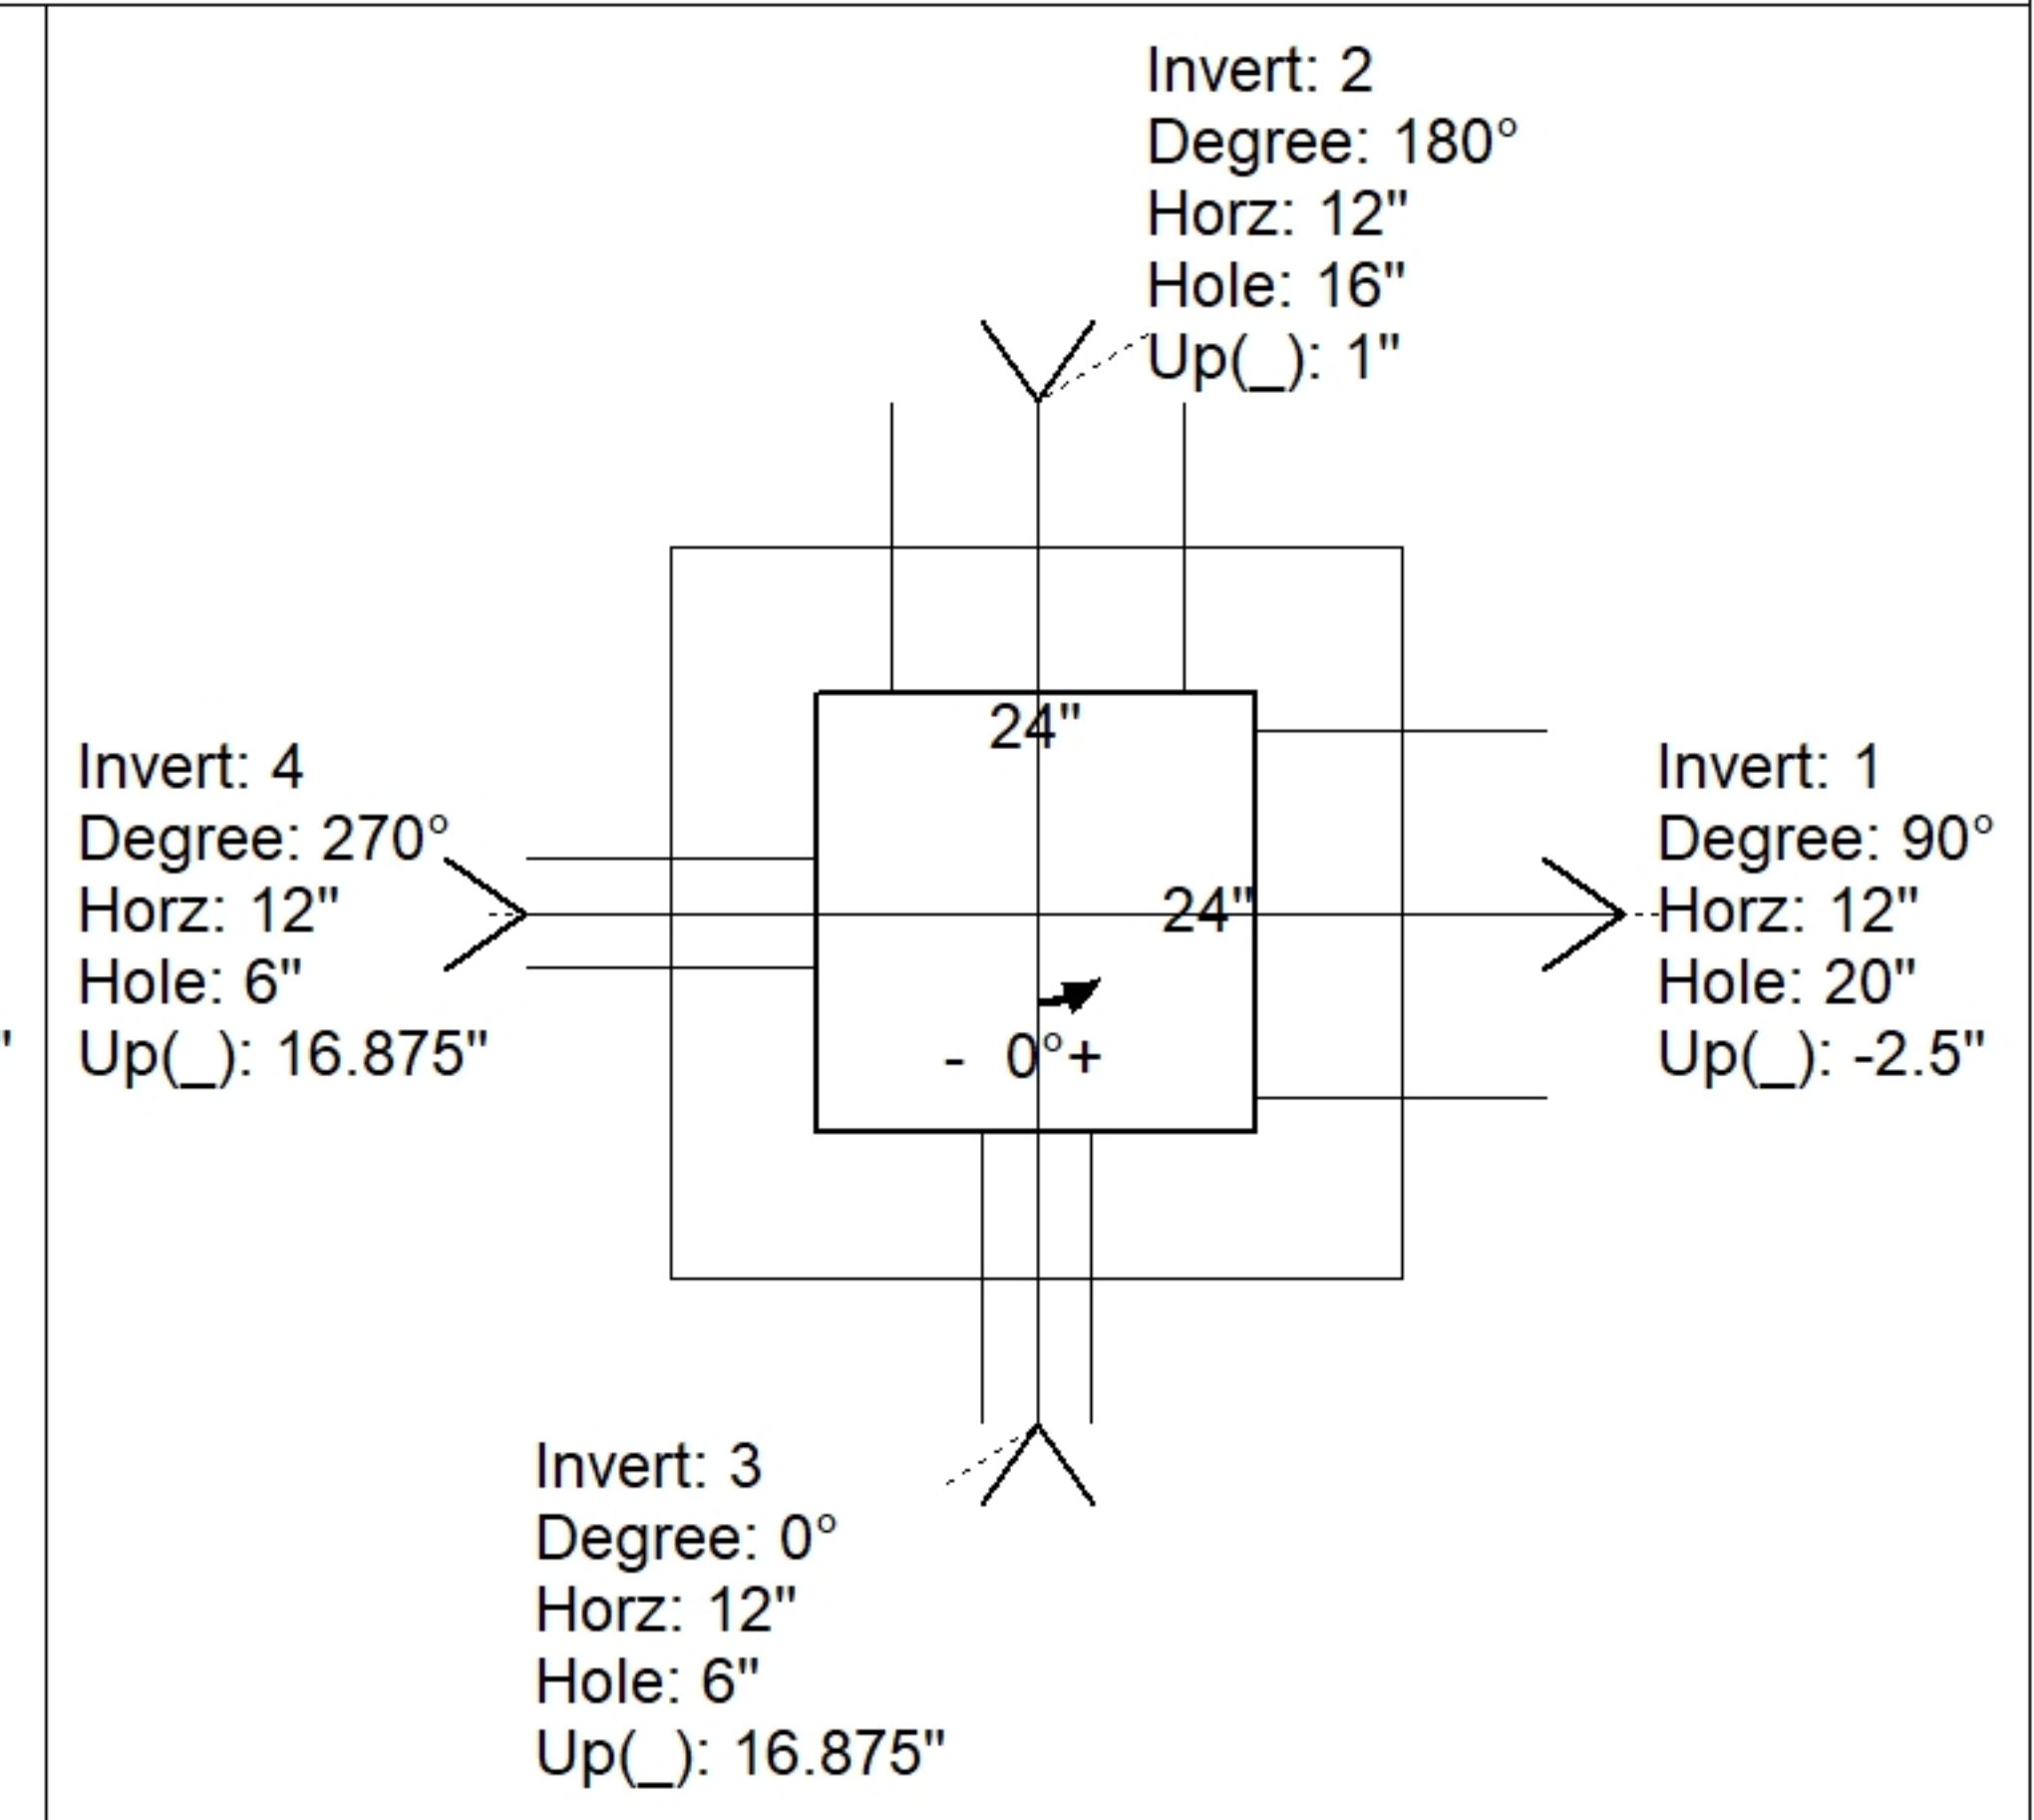 Invert: 2
Degree: 180°
Horz: 12"
Hole: 16"
Up(_): 1"
24"
24"
- 0°+
Invert: 4
Degree: 270°
Horz: 12"
Hole: 6"
Up(_): 16.875"
Invert: 1
Degree: 90°
Horz: 12"
Hole: 20"
Up(_): -2.5"
Invert: 3
Degree: 0°
Horz: 12"
Hole: 6"
Up(_): 16.875"
"